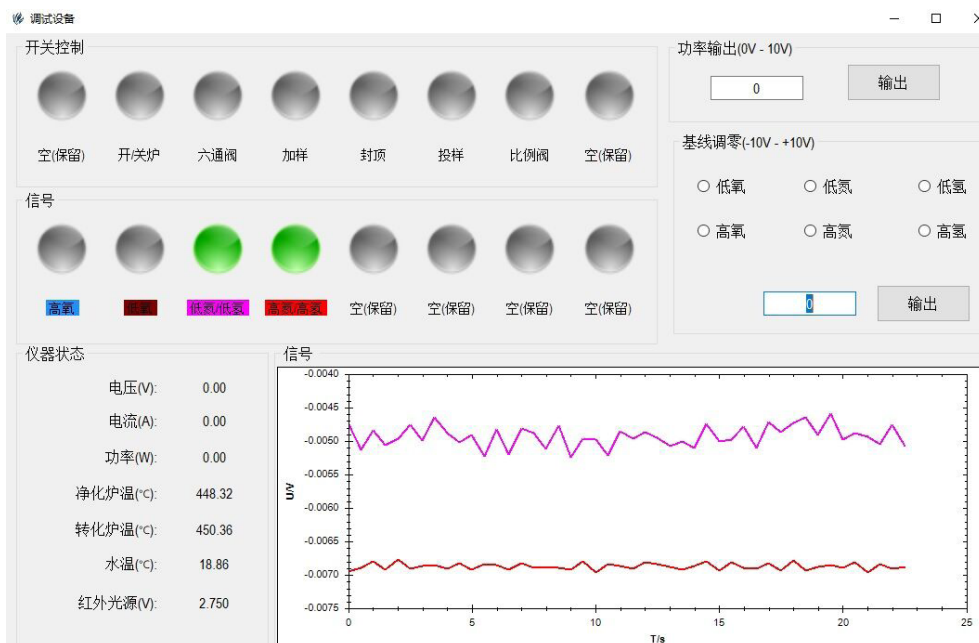 调试设备
开关控制
空(保留) 开/关炉 六通阀 加样 封顶 投样 比例阀 空(保留)
功率输出(0V - 10V)
0 输出
基线调零(-10V - +10V)
低氧 低氮 低氢
高氧 高氮 高氢
0 输出
信号
高氧 低氧 低氮/低氢 高氮/高氢 空(保留) 空(保留) 空(保留) 空(保留)
仪器状态
电压(V): 0.00
电流(A): 0.00
功率(W): 0.00
净化炉温(°C): 448.32
转化炉温(°C): 450.36
水温(°C): 18.86
红外光源(V): 2.750
信号
-0.0040
-0.0045
-0.0050
-0.0055
-0.0060
-0.0065
-0.0070
-0.0075
U/V
0 5 10 15 20 25
T/s